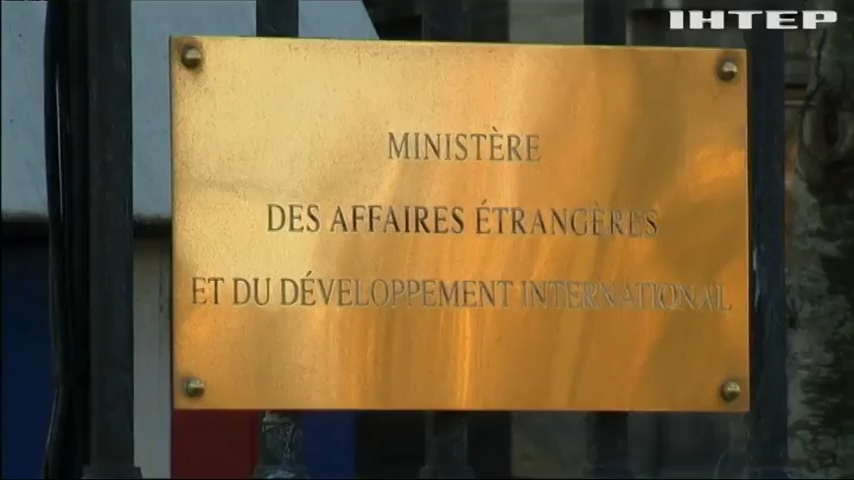 ІНТЕР
MINISTÈRE
DES AFFAIRES ÉTRANGÈRES
ET DU DÉVELOPPEMENT INTERNATIONAL